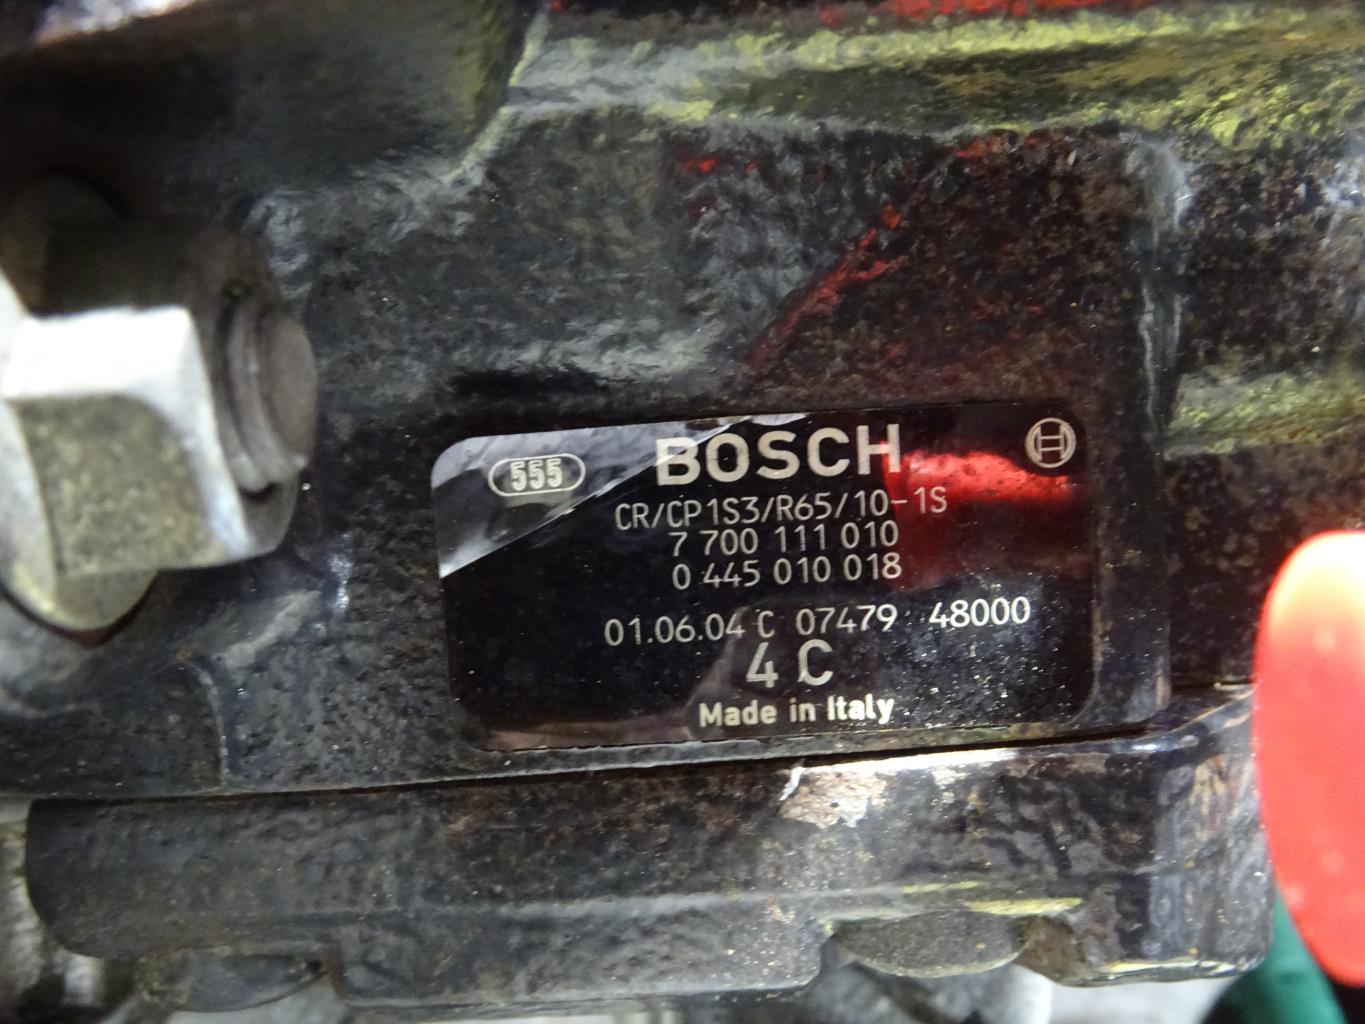 555 BOSCH
CR/CP1S3/R65/10-1S
7 700 111 010
0 445 010 018
01.06.04 C 07479 48000
4 C
Made in Italy